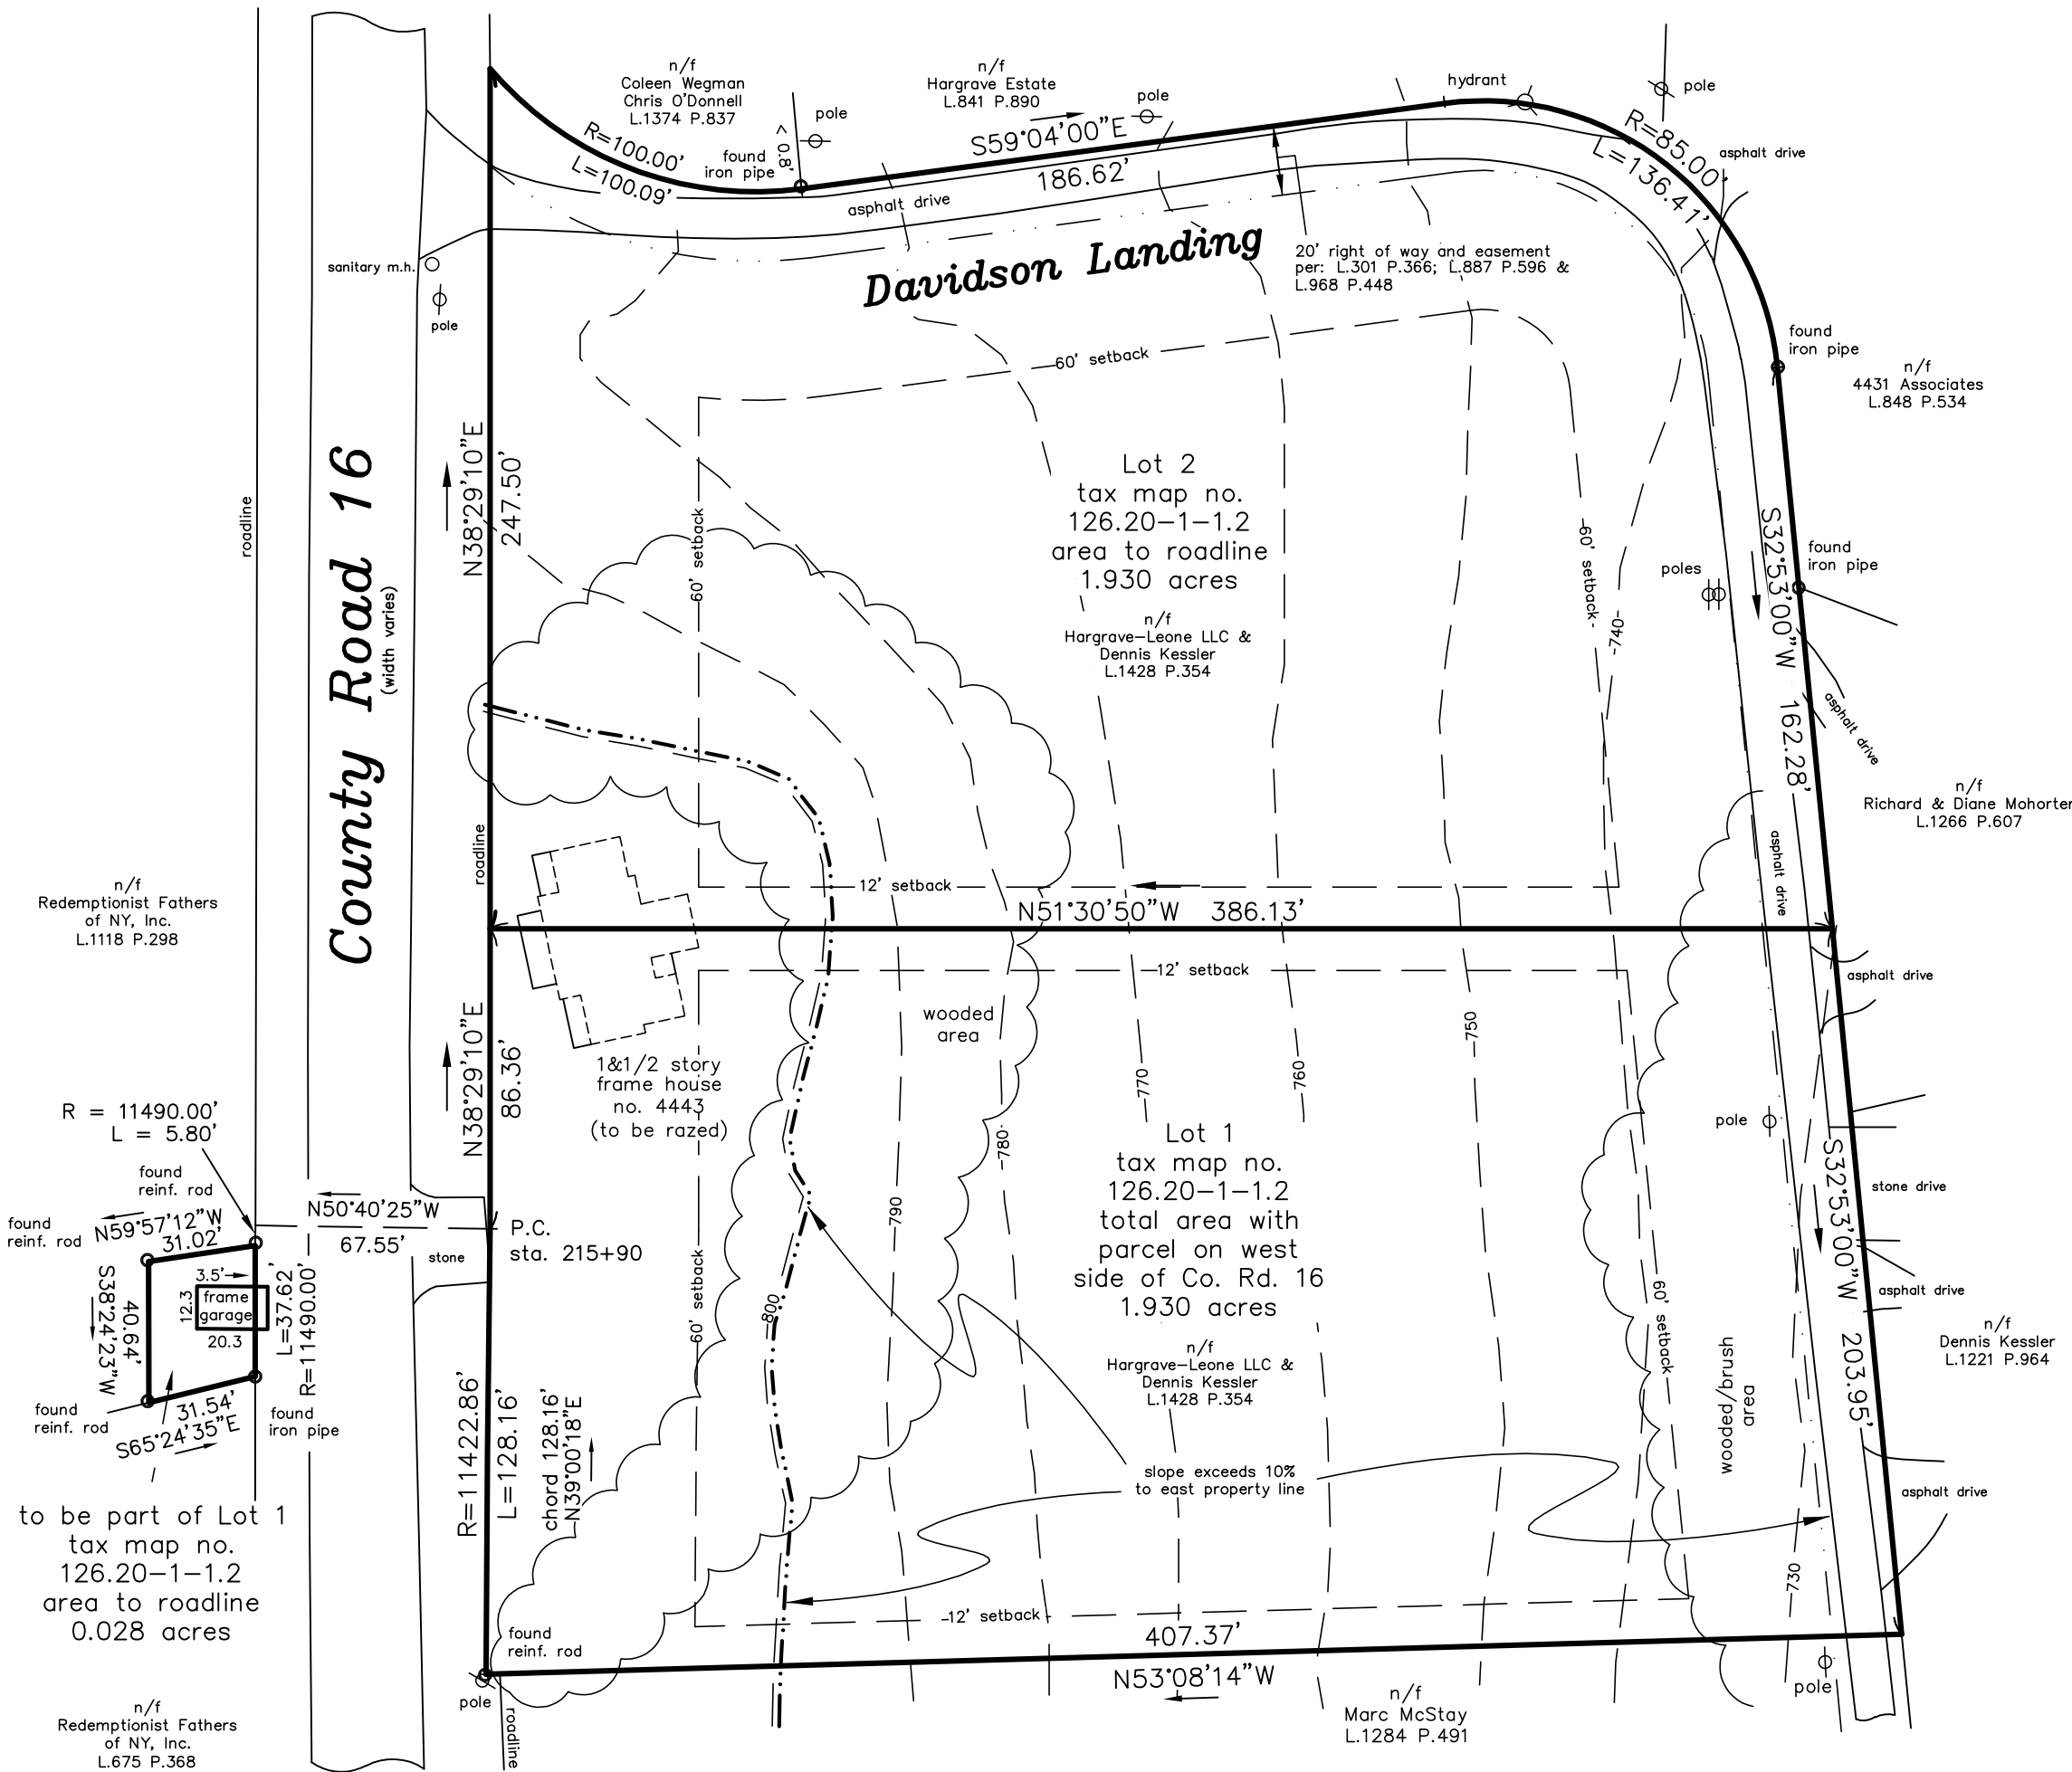 n/f
Coleen Wegman
Chris O'Donnell
L.1374 P.837
n/f
Hargrave Estate
L.841 P.890
pole
pole
hydrant
pole
R=100.00'
L=100.09'
found
iron pipe
< 0.8'
S59°04'00"E
186.62'
asphalt drive
R=85.00'
L=136.41'
asphalt drive
Davidson Landing
20' right of way and easement
per: L.301 P.366; L.887 P.596 &
L.968 P.448
sanitary m.h.
pole
60' setback
found
iron pipe
n/f
4431 Associates
L.848 P.534
roadline
County Road 16
(width varies)
N38°29'10"E
247.50'
60' setback
Lot 2
tax map no.
126.20-1-1.2
area to roadline
1.930 acres
n/f
Hargrave-Leone LLC &
Dennis Kessler
L.1428 P.354
60' setback
740
poles
S32°53'00"W 162.28'
found
iron pipe
asphalt drive
n/f
Richard & Diane Mohorter
L.1266 P.607
roadline
asphalt drive
12' setback
N51°30'50"W 386.13'
12' setback
n/f
Redemptionist Fathers
of NY, Inc.
L.1118 P.298
asphalt drive
wooded
area
N38°29'10"E
86.36'
1&1/2 story
frame house
no. 4443
(to be razed)
750
760
770
780
790
800
R = 11490.00'
L = 5.80'
found
reinf. rod
N50°40'25"W
67.55'
stone
P.C.
sta. 215+90
found
reinf. rod
N59°57'12"W
31.02'
S38°24'23"W
40.64'
3.5'
12.3
frame
garage
20.3
L=37.62'
R=11490.00'
31.54'
S65°24'35"E
found
reinf. rod
found
iron pipe
60' setback
Lot 1
tax map no.
126.20-1-1.2
total area with
parcel on west
side of Co. Rd. 16
1.930 acres
n/f
Hargrave-Leone LLC &
Dennis Kessler
L.1428 P.354
pole
stone drive
S32°53'00"W 203.95'
asphalt drive
60' setback
wooded/brush
area
n/f
Dennis Kessler
L.1221 P.964
R=11422.86'
L=128.16'
chord 128.16'
N39°00'18"E
slope exceeds 10%
to east property line
asphalt drive
to be part of Lot 1
tax map no.
126.20-1-1.2
area to roadline
0.028 acres
730
12' setback
407.37'
N53°08'14"W
found
reinf. rod
pole
roadline
pole
n/f
Marc McStay
L.1284 P.491
n/f
Redemptionist Fathers
of NY, Inc.
L.675 P.368